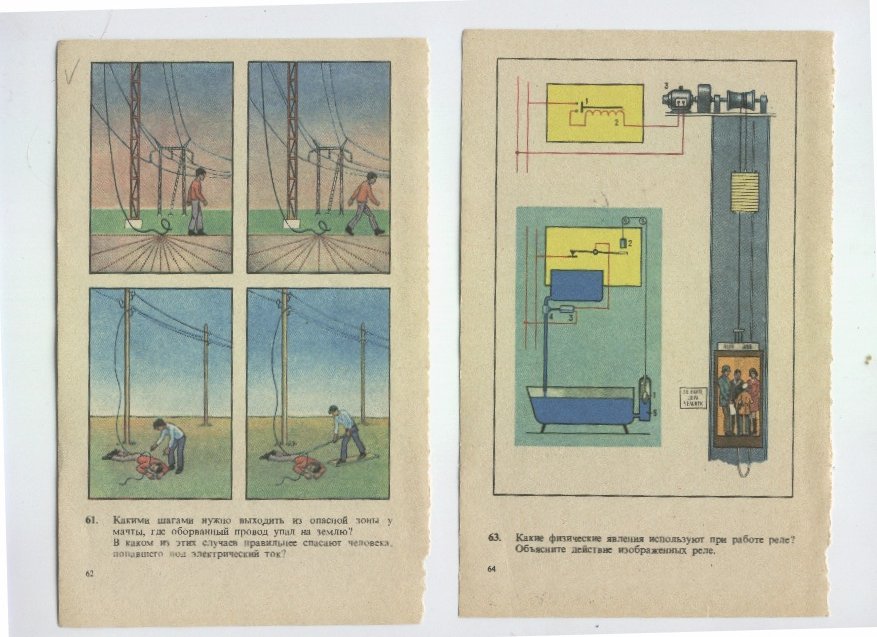 61. Какими шагами нужно выходить из опасной зоны у
мачты, где оборванный провод упал на землю?
В каком из этих случаев правильнее спасают человека,
попавшего под электрический ток?
62
3
1
2
2
4 3
1
5
63. Какие физические явления используют при работе реле?
Объясните действие изображенных реле.
64